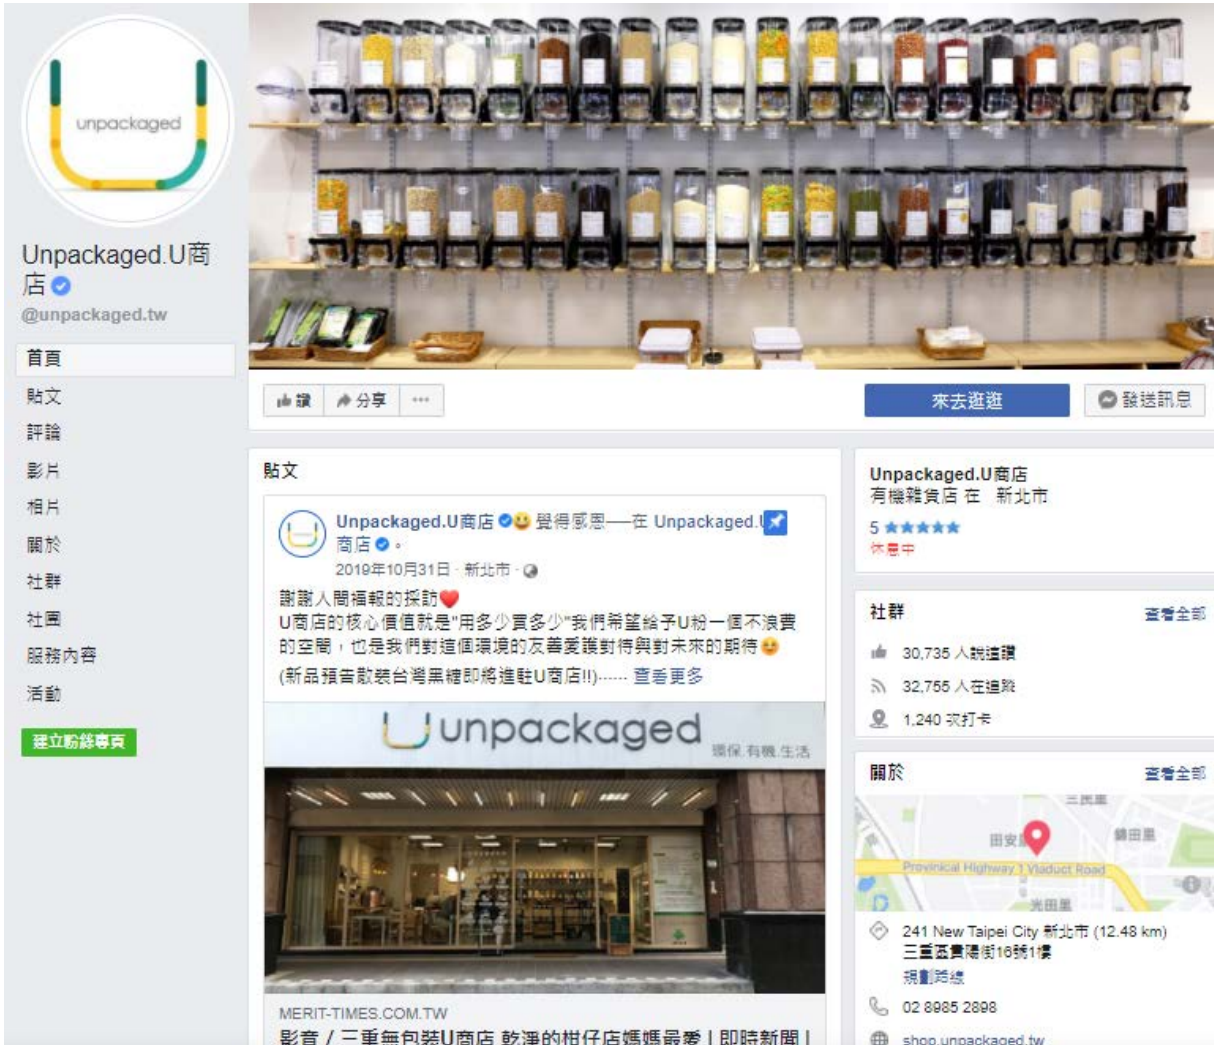 unpackaged
Unpackaged.U商
店
@unpackaged.tw
首頁
貼文
評論
影片
相片
關於
社群
社團
服務內容
活動
建立粉絲專頁
讚
分享
來去逛逛
發送訊息
貼文
Unpackaged.U商店 覺得感恩──在 Unpackaged.U
商店。
2019年10月31日 · 新北市 ·
謝謝人間福報的採訪
U商店的核心價值就是"用多少買多少"我們希望給予U粉一個不浪費
的空間，也是我們對這個環境的友善愛護對待與對未來的期待
(新品預告散裝台灣黑糖即將進駐U商店!!)...... 查看更多
unpackaged
環保.有機.生活
MERIT-TIMES.COM.TW
影音 / 三重無包裝U商店 乾淨的柑仔店媽媽最愛 | 即時新聞 |
Unpackaged.U商店
有機雜貨店 在 新北市
5 ★★★★★
休息中
社群
查看全部
30,735 人說這讚
32,755 人在追蹤
1,240 次打卡
關於
查看全部
三民里
田安里
錦田里
Provinical Highway 1 Viaduct Road
光田里
241 New Taipei City 新北市 (12.48 km)
三重區貴陽街16號1樓
規劃路線
02 8985 2898
shop.unpackaged.tw